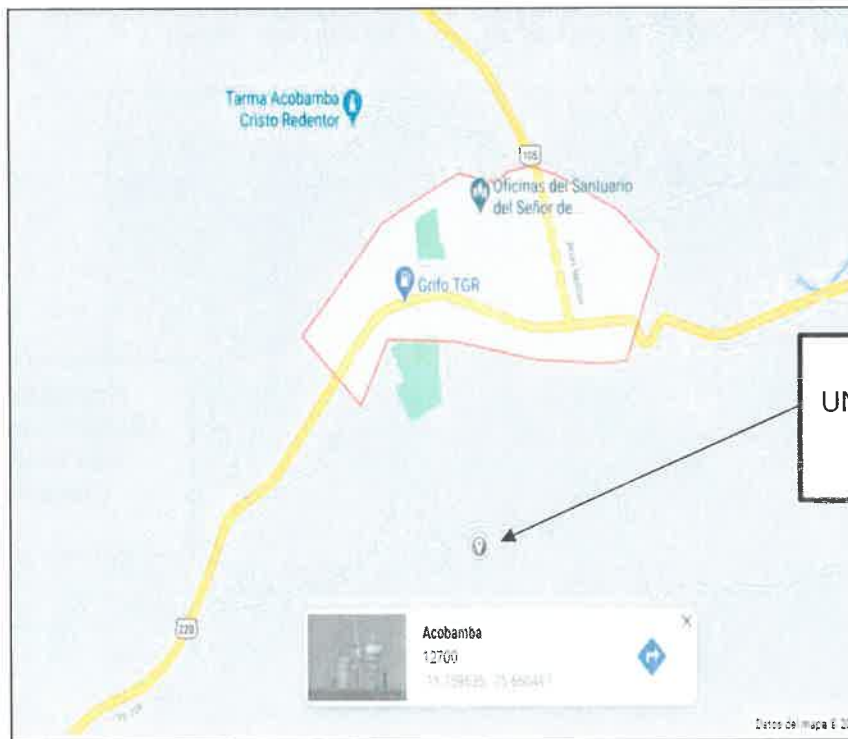 Tarma Acobamba
Cristo Redentor
105
Oficinas del Santuario
del Señor de...
Grifo TGR
UN
Acobamba
12700
220
Datos del mapa © 20